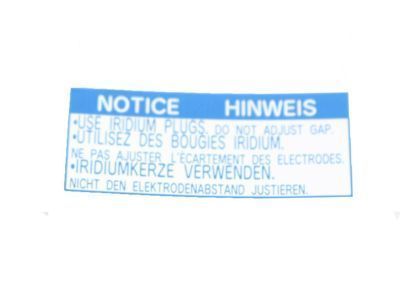 NOTICE HINWEIS
•USE IRIDIUM PLUGS. DO NOT ADJUST GAP.
•UTILISEZ DES BOUGIES IRIDIUM.
NE PAS AJUSTER L'ÉCARTEMENT DES ELECTRODES.
•IRIDIUMKERZE VERWENDEN.
NICHT DEN ELEKTRODENABSTAND JUSTIEREN.